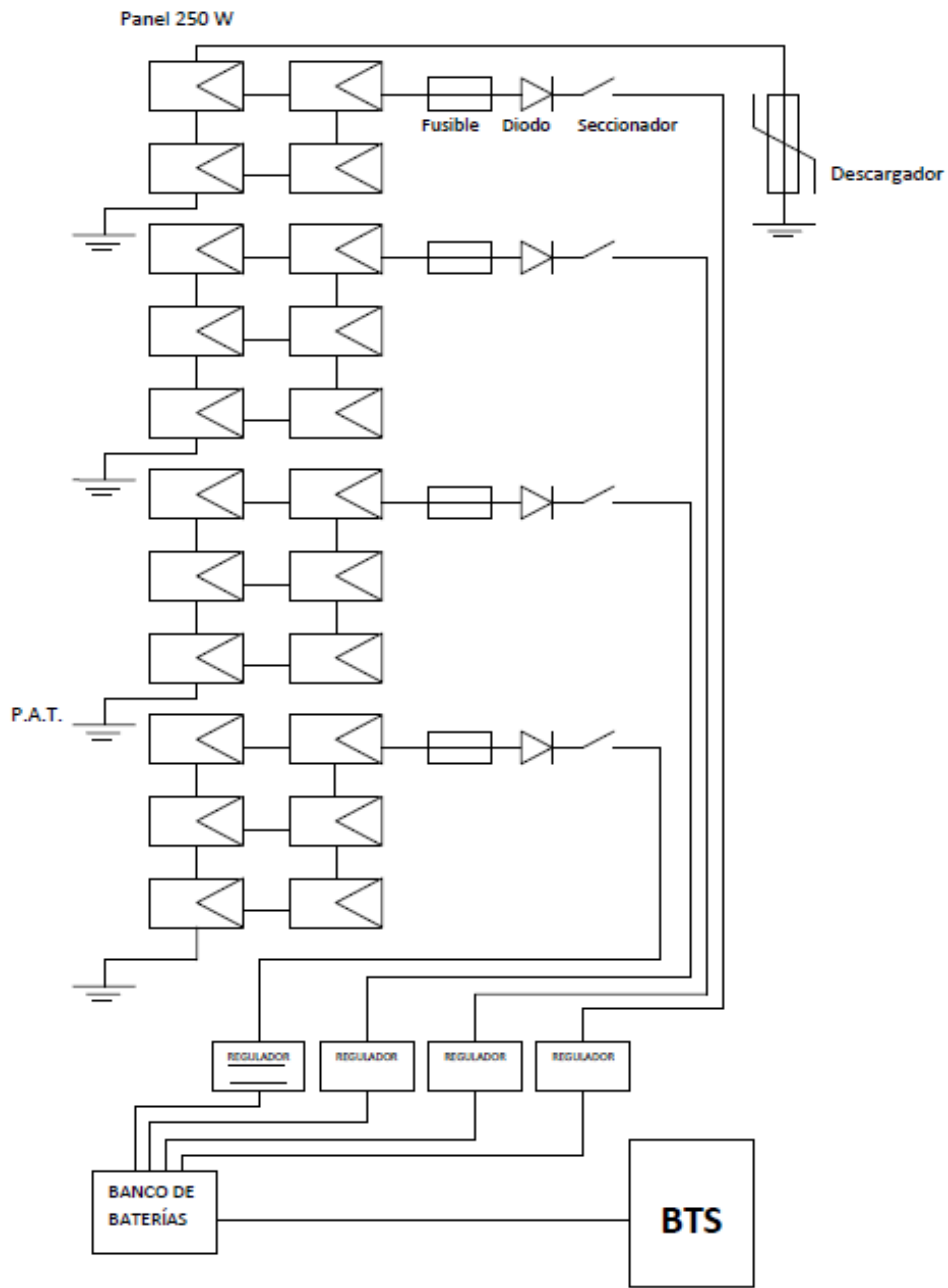 Panel 250 W
Fusible
Diodo
Seccionador
Descargador
P.A.T.
REGULADOR
REGULADOR
REGULADOR
REGULADOR
BANCO DE
BATERÍAS
BTS